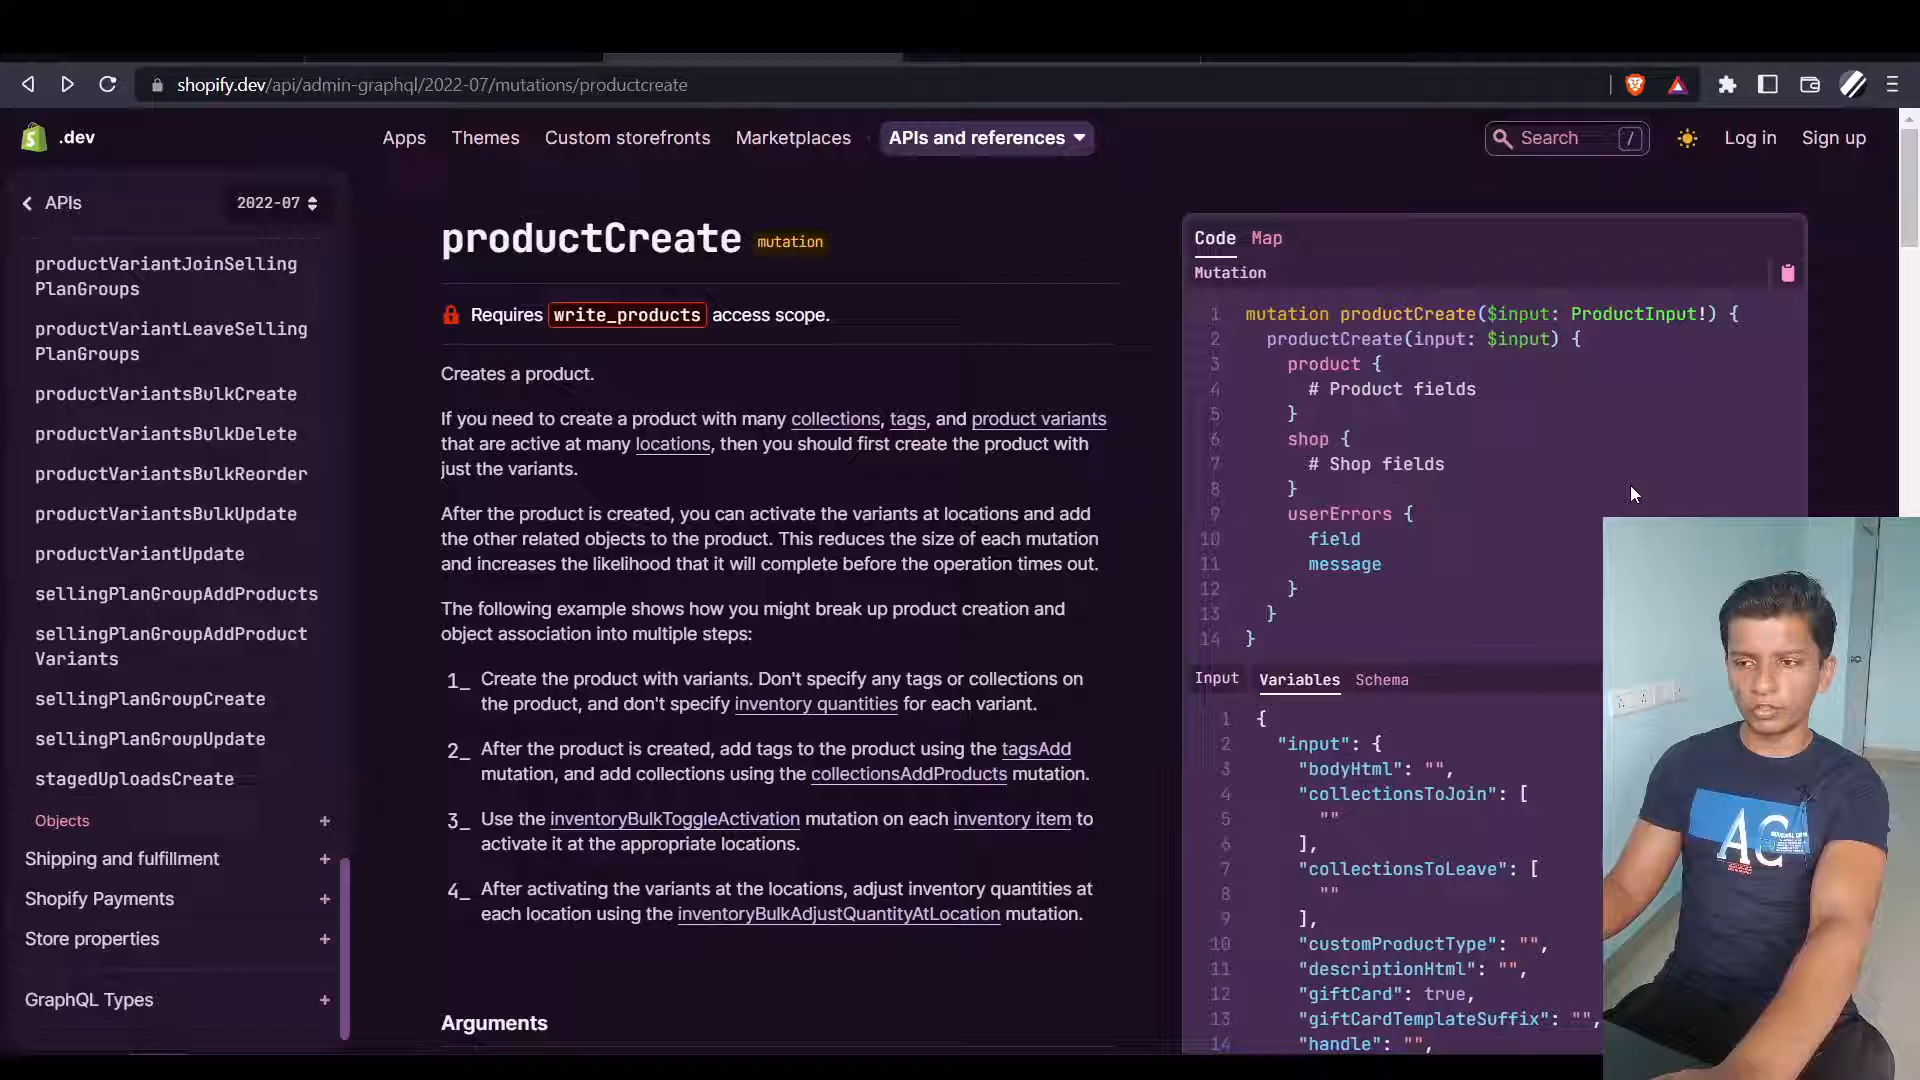 shopify.dev/api/admin-graphql/2022-07/mutations/productcreate
.dev
Apps
Themes
Custom storefronts
Marketplaces
APIs and references
Search
/
Log in
Sign up
APIs
2022-07
productVariantJoinSelling
PlanGroups
productVariantLeaveSelling
PlanGroups
productVariantsBulkCreate
productVariantsBulkDelete
productVariantsBulkReorder
productVariantsBulkUpdate
productVariantUpdate
sellingPlanGroupAddProducts
sellingPlanGroupAddProduct
Variants
sellingPlanGroupCreate
sellingPlanGroupUpdate
stagedUploadsCreate
Objects +
Shipping and fulfillment +
Shopify Payments +
Store properties +
GraphQL Types +
productCreate mutation
Requires write_products access scope.
Creates a product.
If you need to create a product with many collections, tags, and product variants
that are active at many locations, then you should first create the product with
just the variants.
After the product is created, you can activate the variants at locations and add
the other related objects to the product. This reduces the size of each mutation
and increases the likelihood that it will complete before the operation times out.
The following example shows how you might break up product creation and
object association into multiple steps:
1_ Create the product with variants. Don't specify any tags or collections on
the product, and don't specify inventory quantities for each variant.
2_ After the product is created, add tags to the product using the tagsAdd
mutation, and add collections using the collectionsAddProducts mutation.
3_ Use the inventoryBulkToggleActivation mutation on each inventory item to
activate it at the appropriate locations.
4_ After activating the variants at the locations, adjust inventory quantities at
each location using the inventoryBulkAdjustQuantityAtLocation mutation.
Arguments
Code Map
Mutation
1 mutation productCreate($input: ProductInput!) {
2 productCreate(input: $input) {
3 product {
4 # Product fields
5 }
6 shop {
7 # Shop fields
8 }
9 userErrors {
10 field
11 message
12 }
13 }
14 }
Input Variables Schema
1 {
2 "input": {
3 "bodyHtml": "",
4 "collectionsToJoin": [
5 ""
6 ],
7 "collectionsToLeave": [
8 ""
9 ],
10 "customProductType": "",
11 "descriptionHtml": "",
12 "giftCard": true,
13 "giftCardTemplateSuffix": "",
14 "handle": "",
AC